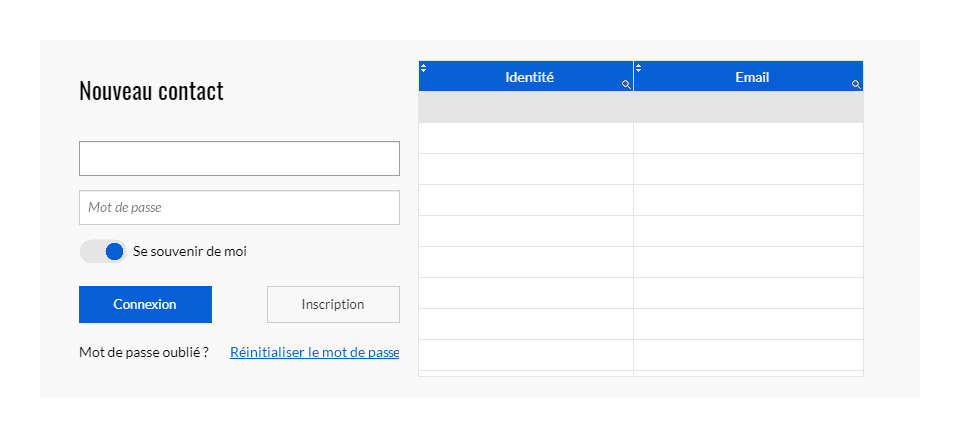 Nouveau contact
Mot de passe
Se souvenir de moi
Connexion
Inscription
Mot de passe oublié ?
Réinitialiser le mot de passe
Identité
Email